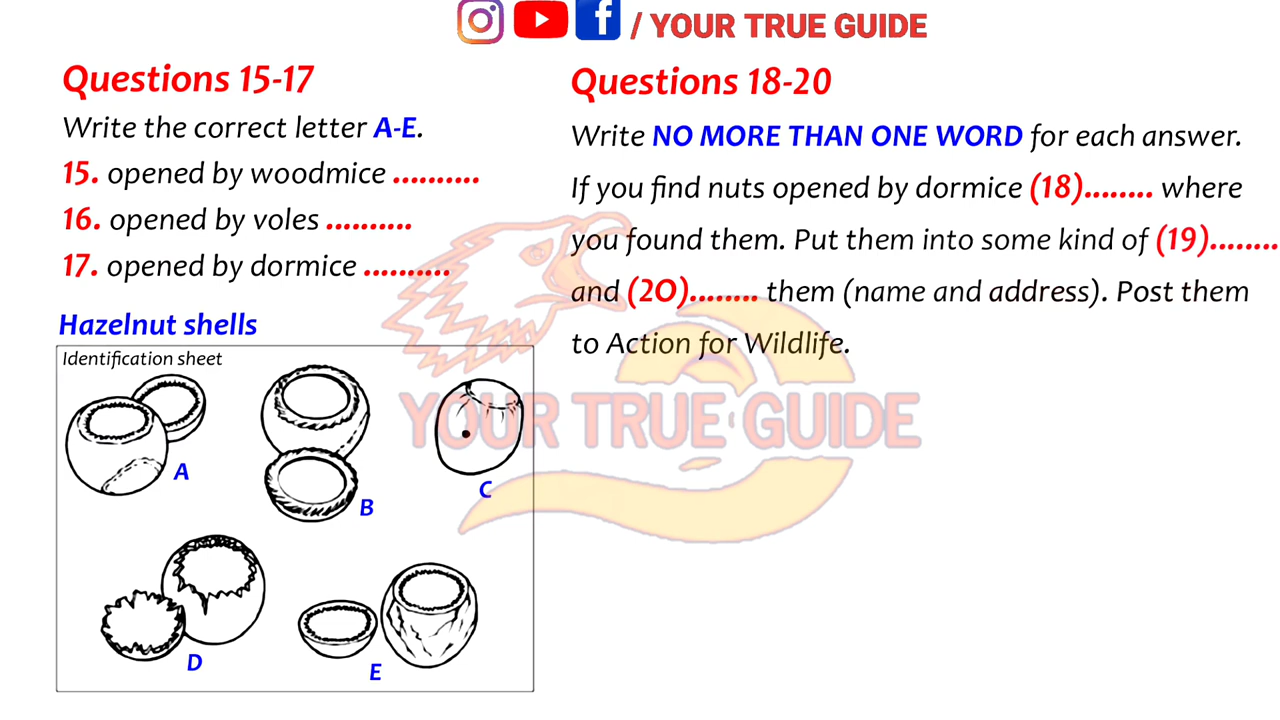 / YOUR TRUE GUIDE
Questions 15-17
Write the correct letter A-E.
15. opened by woodmice ..........
16. opened by voles ..........
17. opened by dormice ..........
Hazelnut shells
Identification sheet
A
B
C
D
E
Questions 18-20
Write NO MORE THAN ONE WORD for each answer.
If you find nuts opened by dormice (18)........ where
you found them. Put them into some kind of (19)........
and (2O)........ them (name and address). Post them
to Action for Wildlife.
YOUR TRUE GUIDE